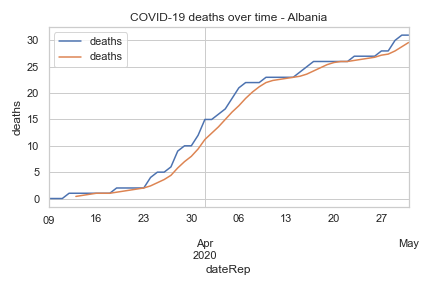 COVID-19 deaths over time - Albania
deaths
deaths
deaths
30
25
20
15
10
5
0
09 16 23 30 06 13 20 27
Apr May
2020
dateRep